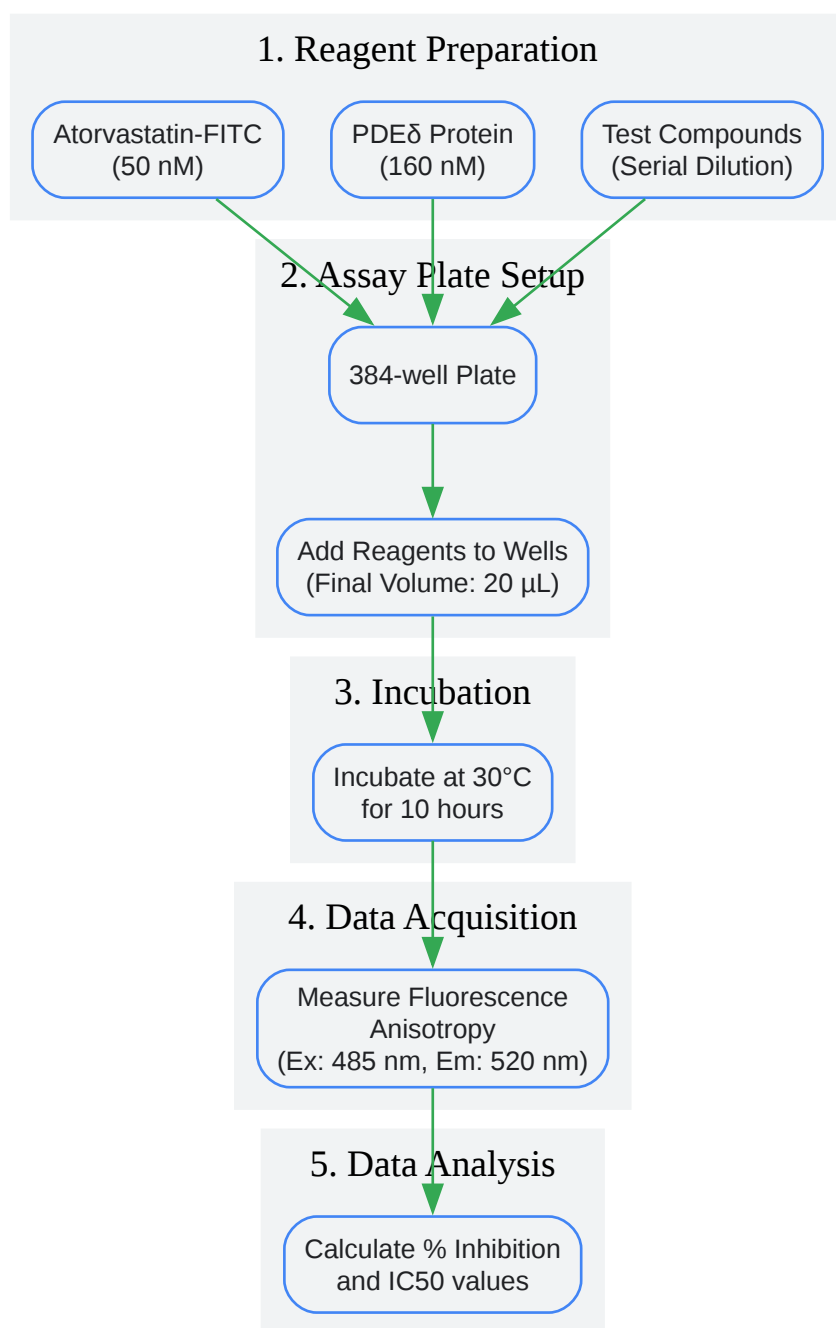 1. Reagent Preparation
Atorvastatin-FITC
(50 nM)
PDEδ Protein
(160 nM)
Test Compounds
(Serial Dilution)
2. Assay Plate Setup
384-well Plate
Add Reagents to Wells
(Final Volume: 20 µL)
3. Incubation
Incubate at 30°C
for 10 hours
4. Data Acquisition
Measure Fluorescence
Anisotropy
(Ex: 485 nm, Em: 520 nm)
5. Data Analysis
Calculate % Inhibition
and IC50 values